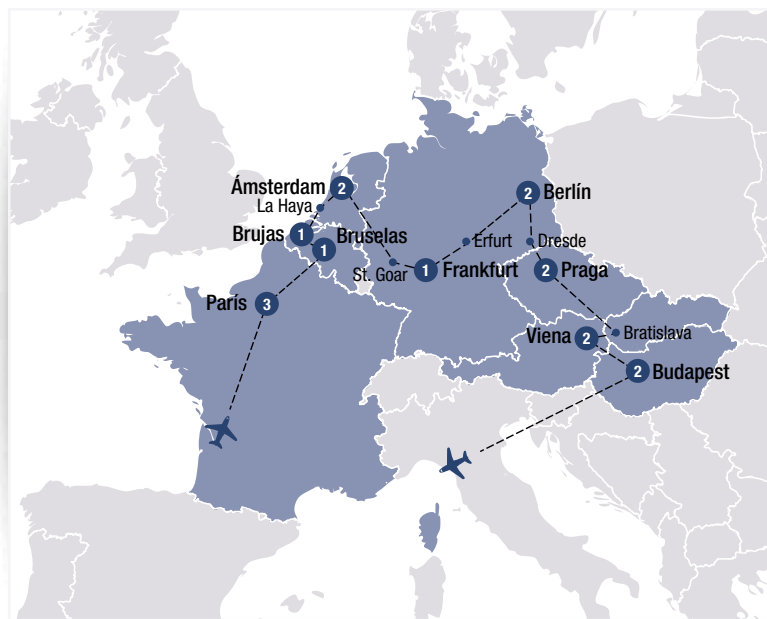 Ámsterdam
2
La Haya
Brujas
1
Bruselas
1
París
3
St. Goar
1
Frankfurt
Erfurt
2
Berlín
Dresde
2
Praga
Viena
2
Bratislava
2
Budapest